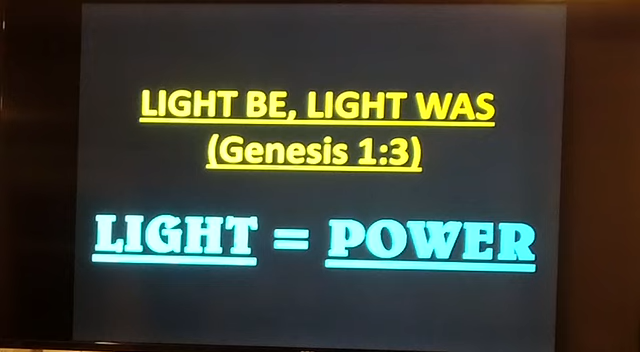 LIGHT BE, LIGHT WAS
(Genesis 1:3)
LIGHT = POWER